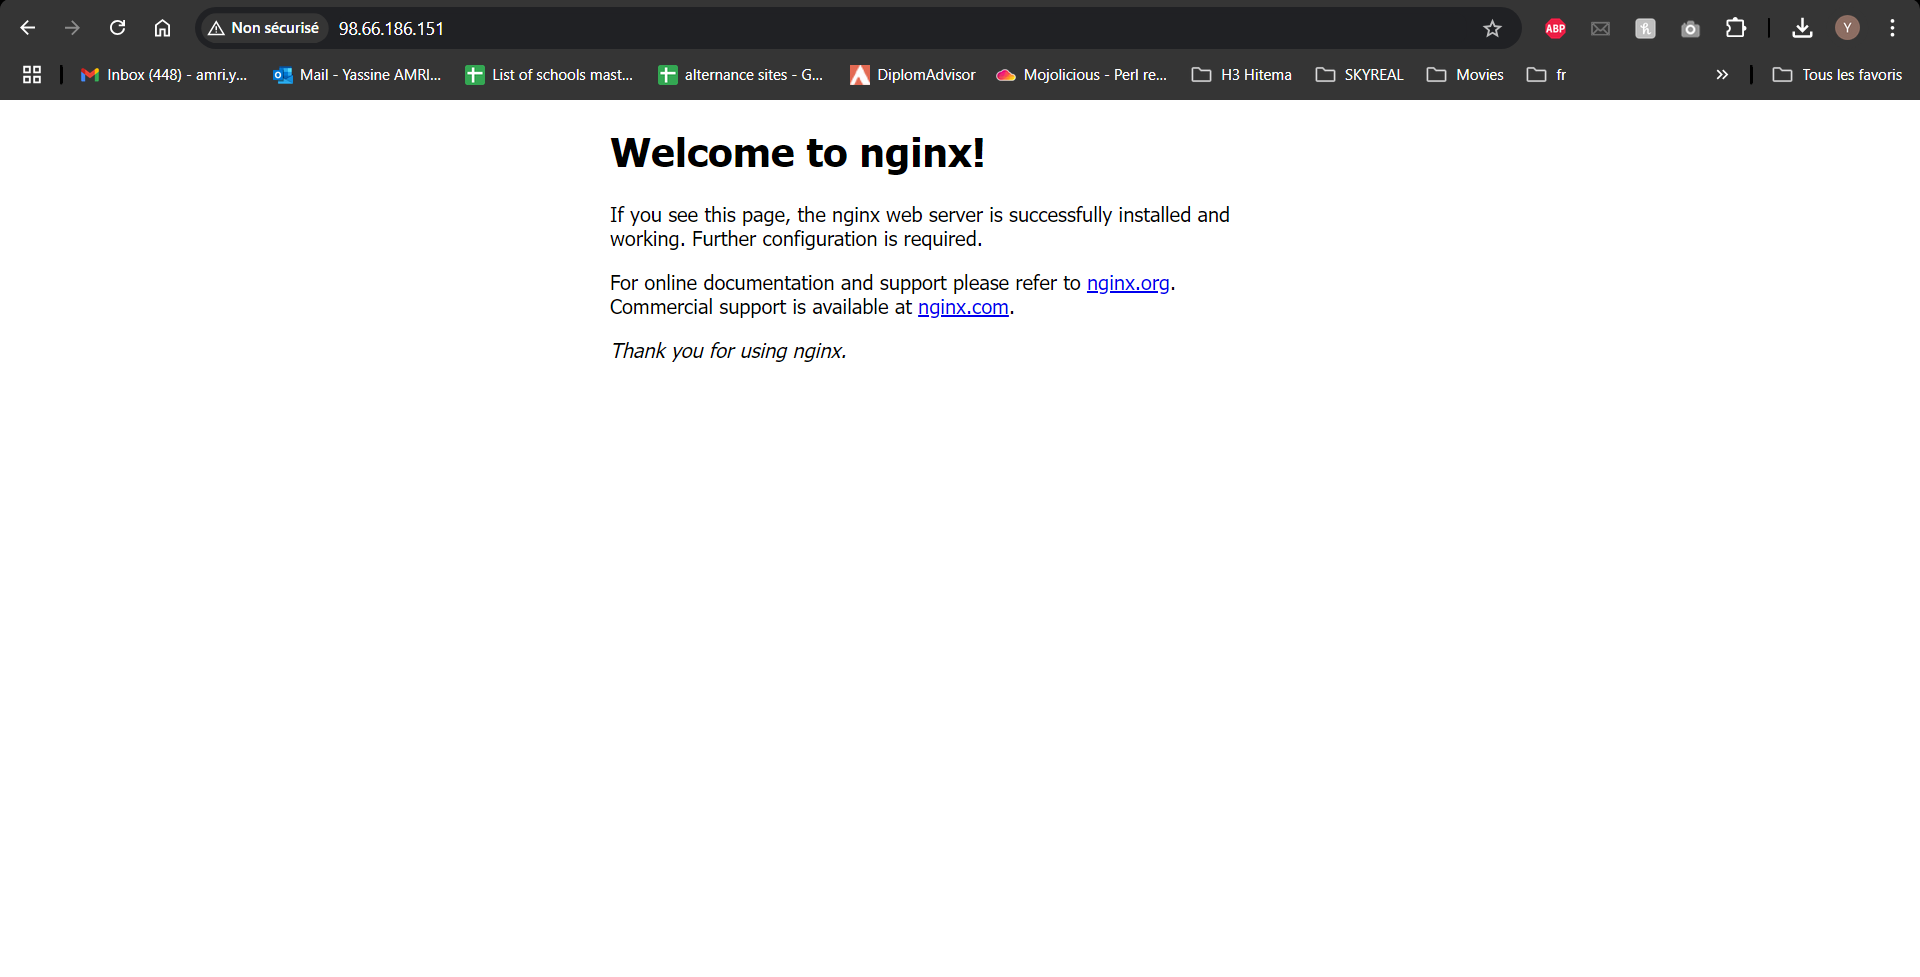 Non sécurisé 98.66.186.151
ABP
Y
Inbox (448) - amri.y... Mail - Yassine AMRI... List of schools mast... alternance sites - G... DiplomAdvisor Mojolicious - Perl re... H3 Hitema SKYREAL Movies fr » Tous les favoris
Welcome to nginx!
If you see this page, the nginx web server is successfully installed and
working. Further configuration is required.
For online documentation and support please refer to nginx.org.
Commercial support is available at nginx.com.
Thank you for using nginx.